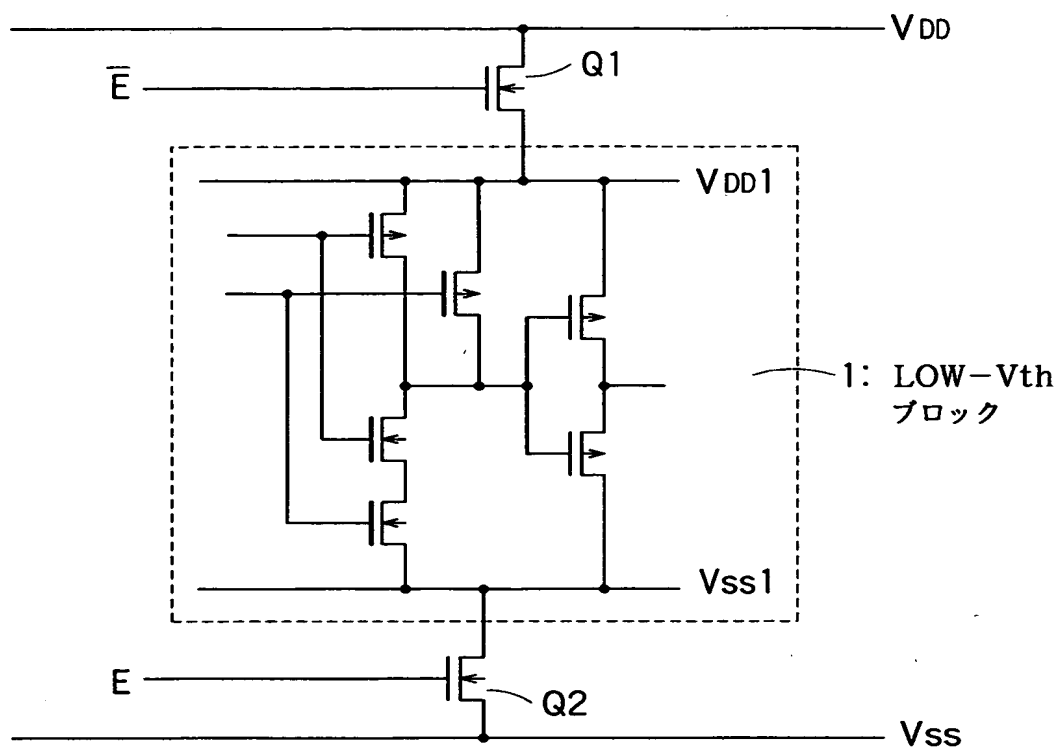 VDD
E̅
Q1
VDD1
1: LOW-Vth
ブロック
Vss1
E
Q2
Vss